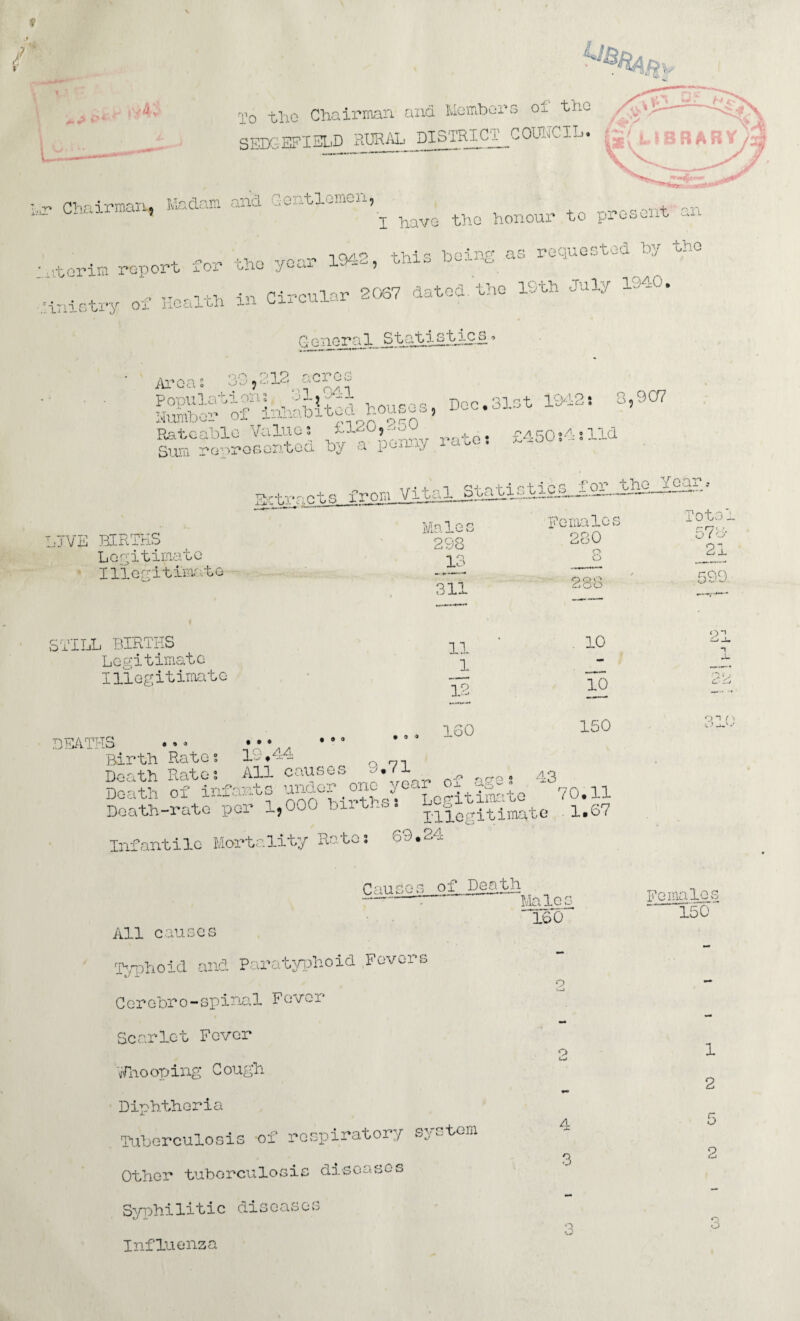 LIBRARY
To the Chairman and Members of the
SEDGEFIELD RURAL DISTRICT COUNCIL.
LIBRARY
Mr Chairman, Madam and Gentlemen,
I have the honour to present an
interim report for the year 1942, this being as requested by the
Ministry of Health in Circular 2067 dated the 19th July 1940.
General Statistics.
Area: 39,212 acres
Population: 31,941
Number of inhabited houses, Dec.31st 1942: 8,907
Rateable Value: £120,250
Sum represented by a penny rate: £450:4:11d
Extracts from Vital Statistics for the Year.
Males Females Total
LIVE BIRTHS
Legitimate 298 280 578
Illegitimate 13 8 21
311 288 599
STILL BIRTHS
Legitimate 11 10 21
Illegitimate 1 - 1
12 10 22
DEATHS ... ... ... ... 160 150 310
Birth Rate: 19.44
Death Rate: All causes 9.71
Death of infants under one year of age: 43
Death-rate per 1,000 births: Legitimate 70.11
Illegitimate 1.67
Infantile Mortality Rate: 69.24
Causes of Death
Males Females
All causes 160 150
Typhoid and Paratyphoid Fevers - -
Cerebro-spinal Fever 2 -
Scarlet Fever - -
Whooping Cough 2 1
Diphtheria - 2
Tuberculosis of respiratory system 4 5
Other tuberculosis diseases 3 2
Syphilitic diseases - -
Influenza 3 3